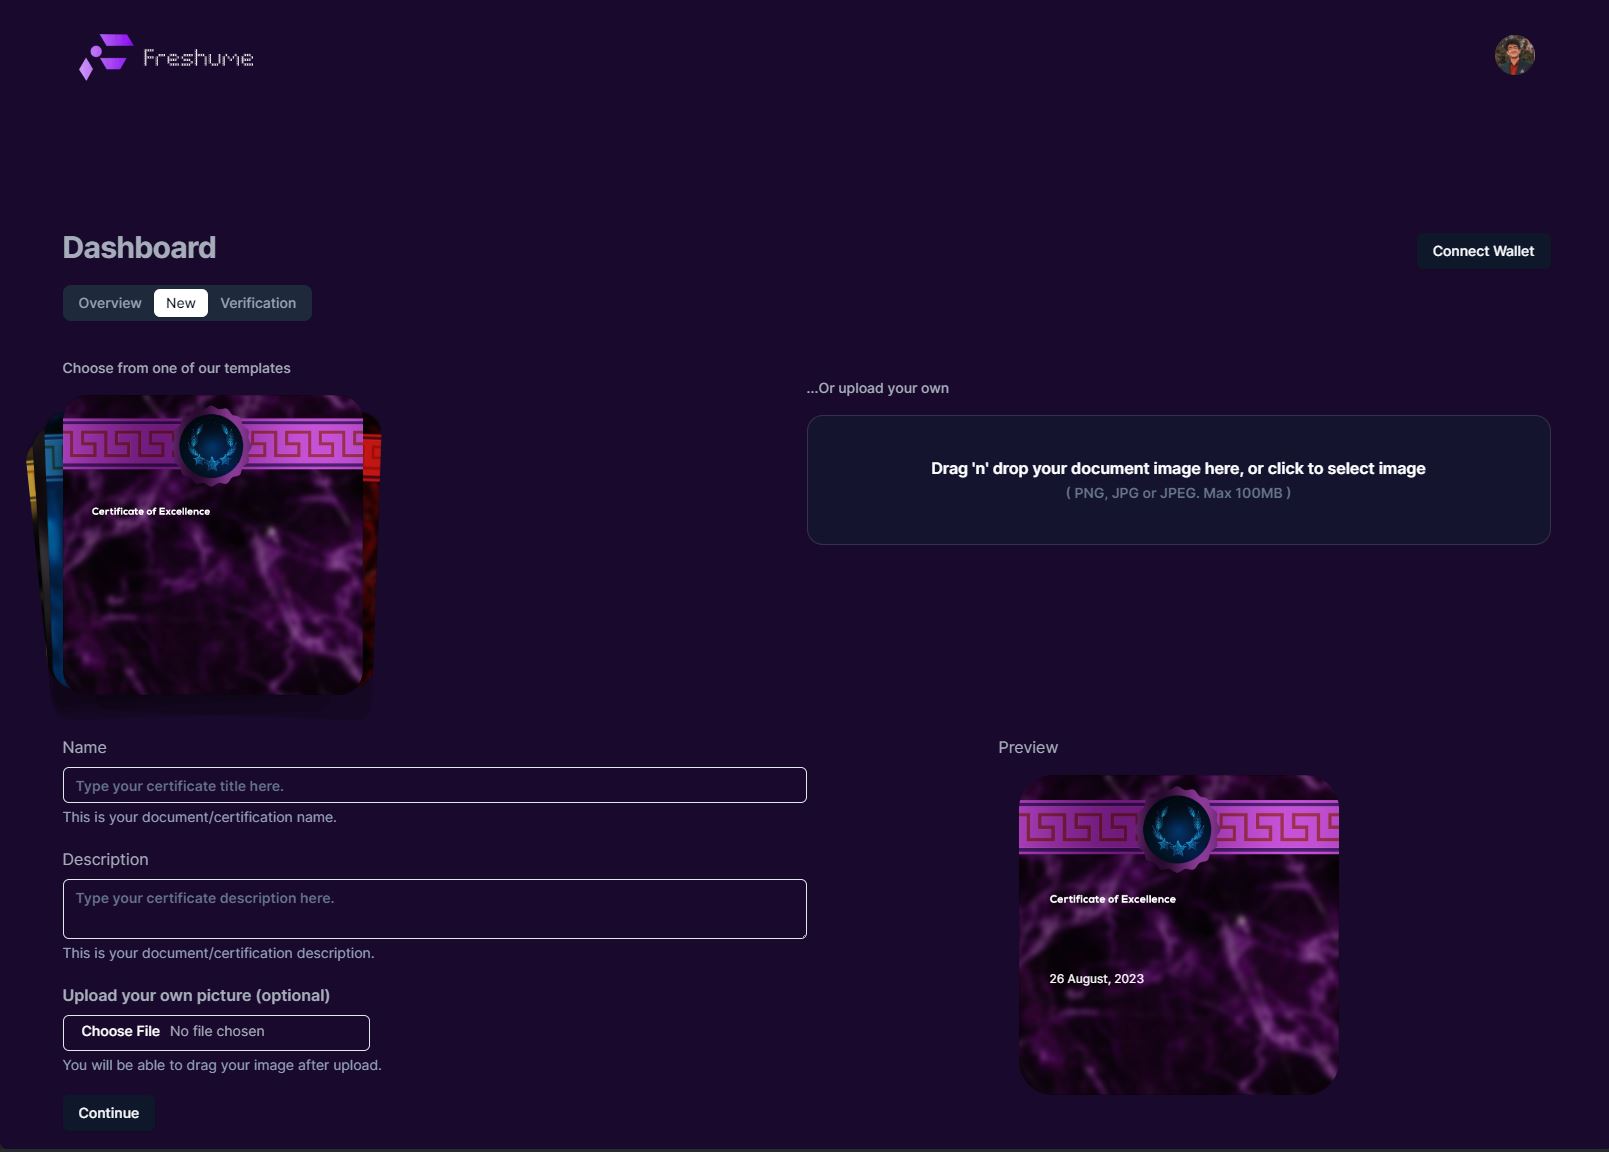 Freshume
Dashboard
Connect Wallet
Overview New Verification
Choose from one of our templates
Certificate of Excellence
...Or upload your own
Drag 'n' drop your document image here, or click to select image
( PNG, JPG or JPEG. Max 100MB )
Name
Type your certificate title here.
This is your document/certification name.
Description
Type your certificate description here.
This is your document/certification description.
Upload your own picture (optional)
Choose File No file chosen
You will be able to drag your image after upload.
Continue
Preview
Certificate of Excellence
26 August, 2023